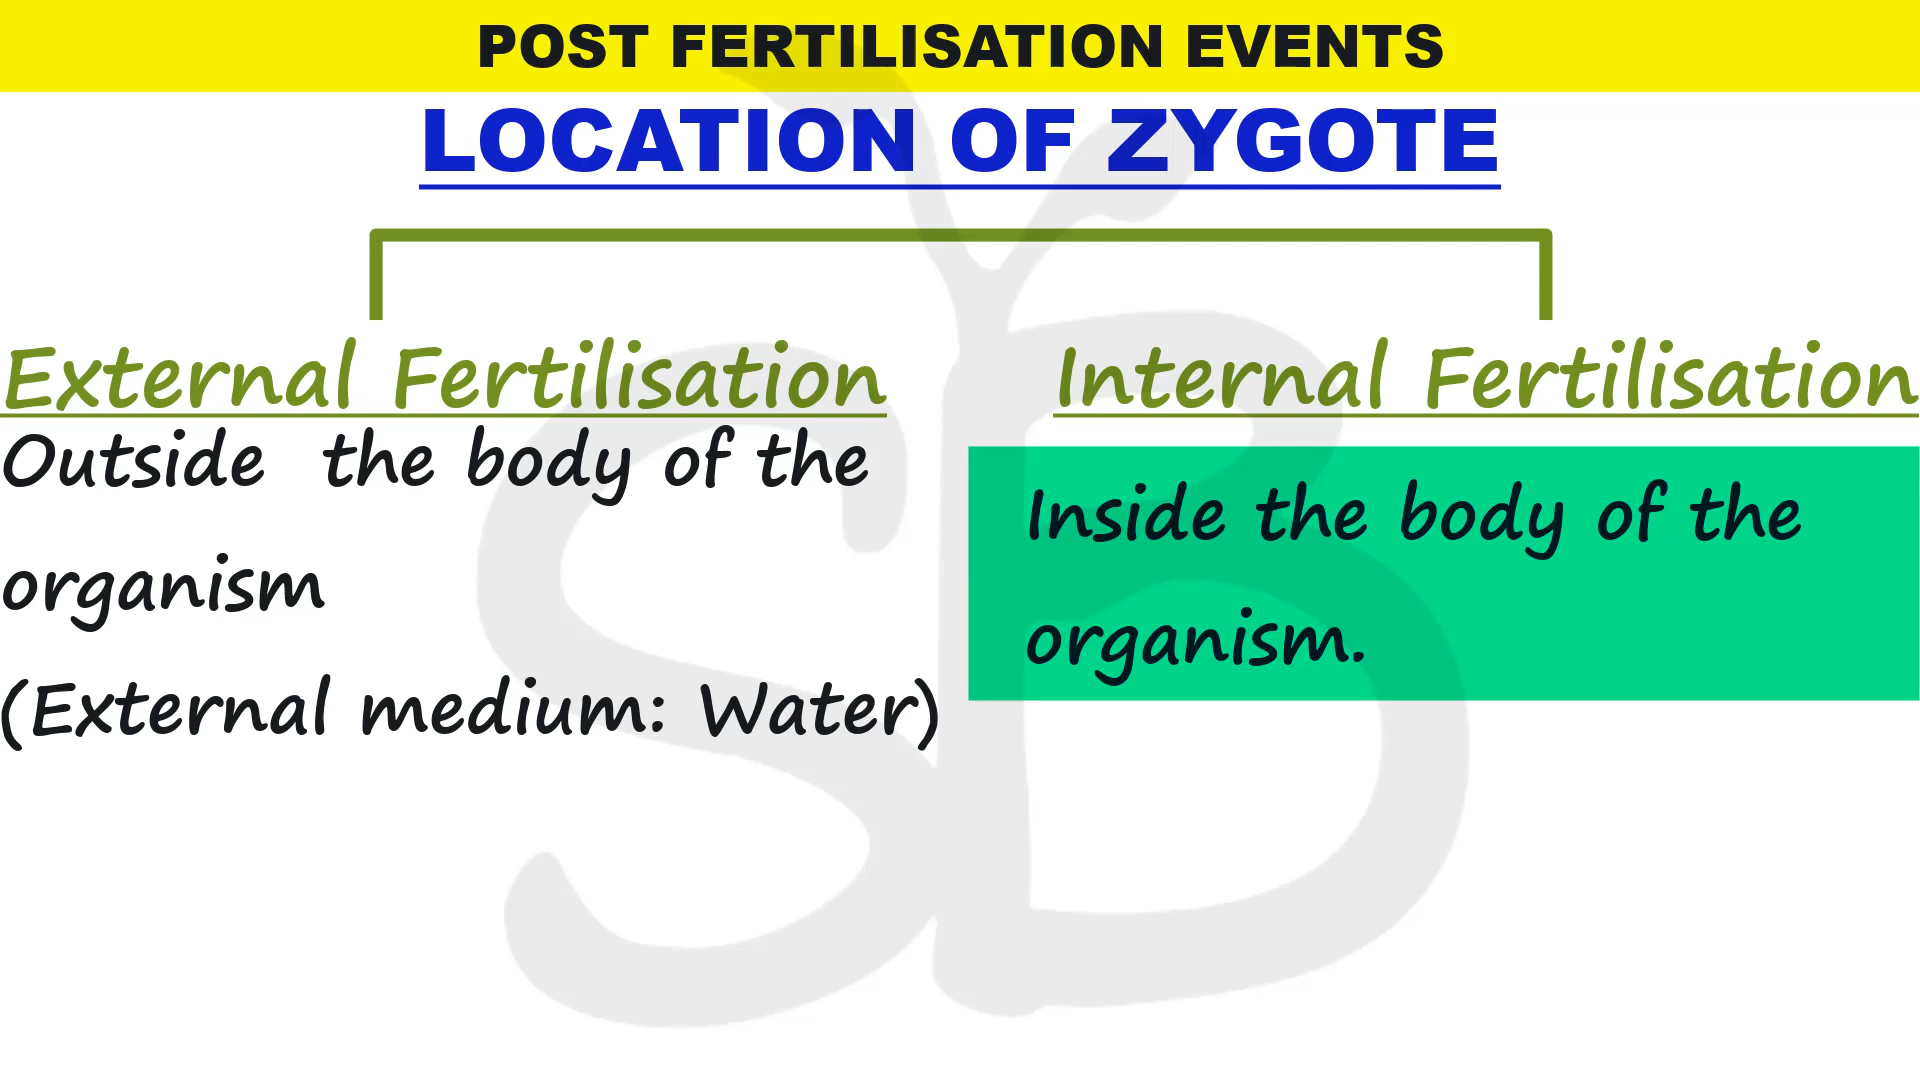 POST FERTILISATION EVENTS
LOCATION OF ZYGOTE
External Fertilisation
Outside the body of the
organism
(External medium: Water)
Internal Fertilisation
Inside the body of the
organism.
SB